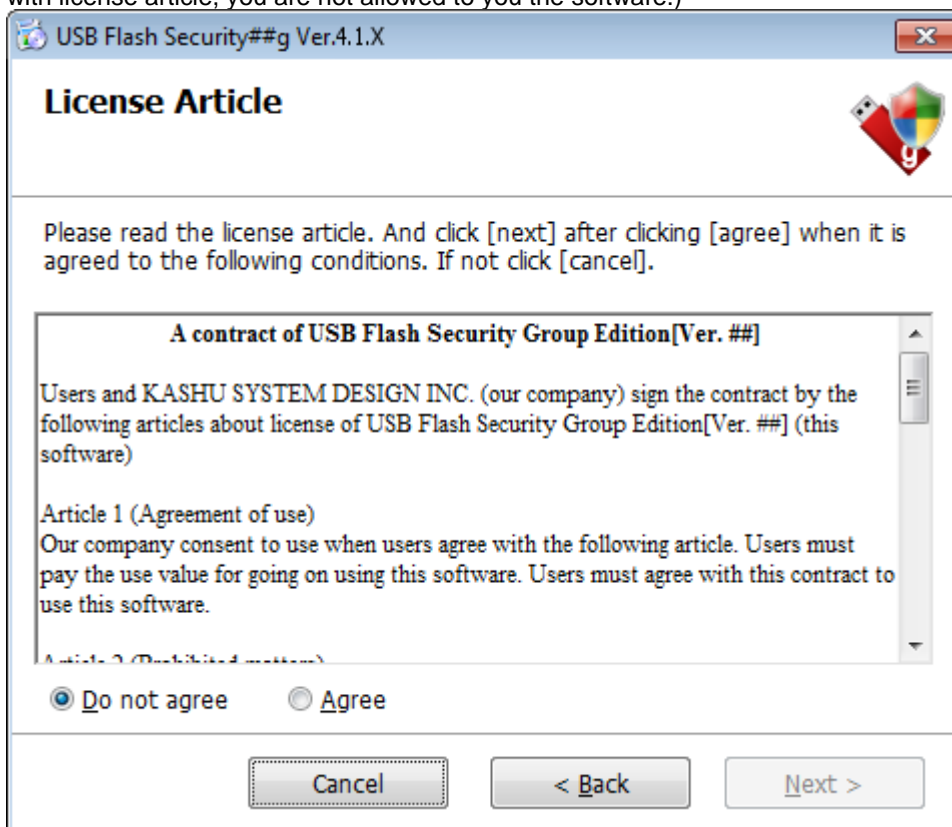 with license article, you are not allowed to you the software.)
USB Flash Security##g Ver.4.1.X
License Article
g
Please read the license article. And click [next] after clicking [agree] when it is
agreed to the following conditions. If not click [cancel].
A contract of USB Flash Security Group Edition[Ver. ##]
Users and KASHU SYSTEM DESIGN INC. (our company) sign the contract by the
following articles about license of USB Flash Security Group Edition[Ver. ##] (this
software)
Article 1 (Agreement of use)
Our company consent to use when users agree with the following article. Users must
pay the use value for going on using this software. Users must agree with this contract to
use this software.
Article 2 (Prohibited matters)
Do not agree
Agree
Cancel
< Back
Next >